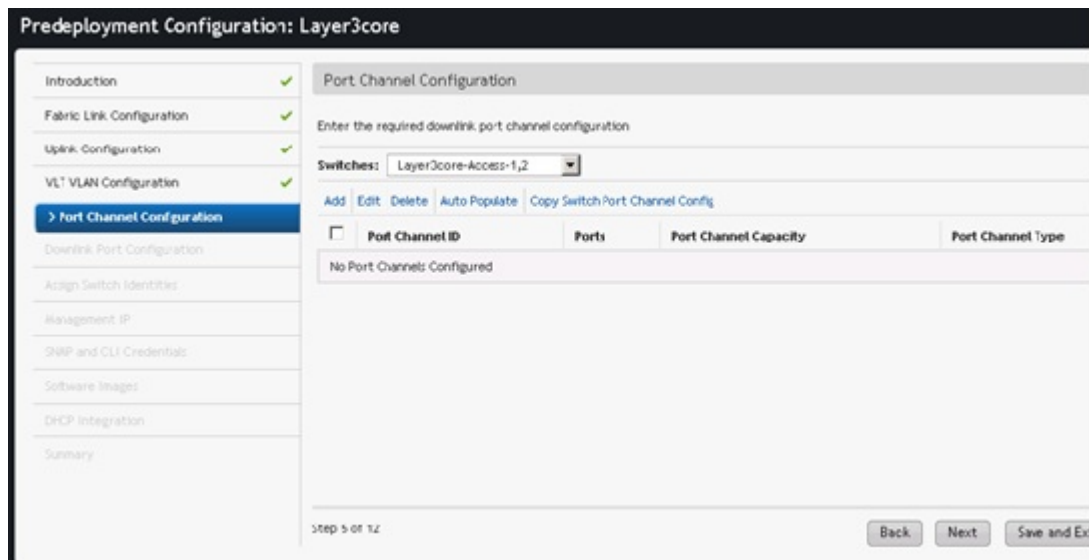 Predeployment Configuration: Layer3core
Introduction
Fabric Link Configuration
Uplink Configuration
VLT VLAN Configuration
> Port Channel Configuration
Downlink Port Configuration
Assign Switch Identities
Management IP
SNMP and CLI Credentials
Software Images
DHCP Integration
Summary
Port Channel Configuration
Enter the required downlink port channel configuration
Switches: Layer3core-Access-1,2
Add Edit Delete Auto Populate Copy Switch Port Channel Config
Port Channel ID Ports Port Channel Capacity Port Channel Type
No Port Channels Configured
Step 5 of 12
Back Next Save and Ex